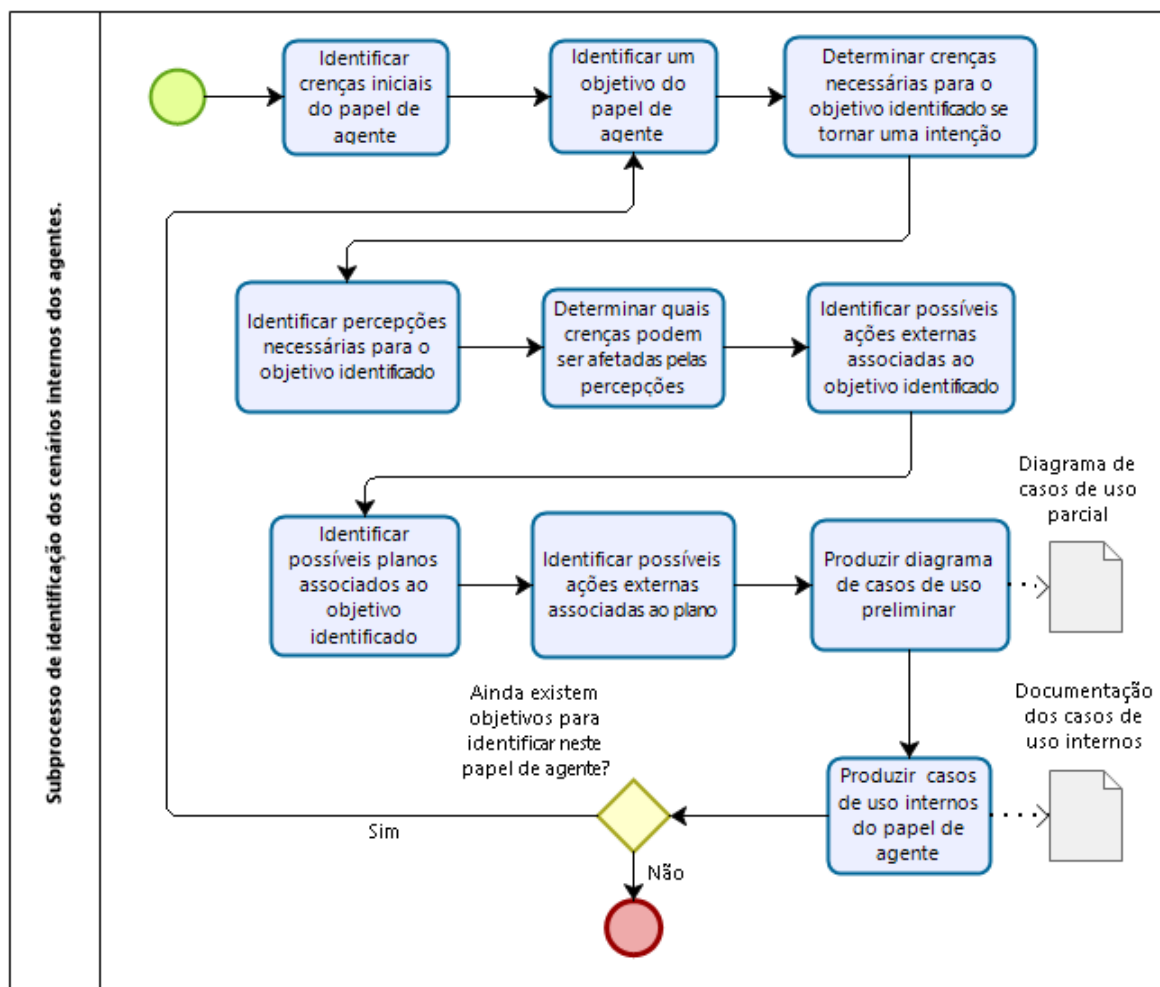 Subprocesso de identificação dos cenários internos dos agentes.
Identificar
crenças iniciais
do papel de
agente
Identificar um
objetivo do
papel de
agente
Determinar crenças
necessárias para o
objetivo identificado se
tornar uma intenção
Identificar percepções
necessárias para o
objetivo identificado
Determinar quais
crenças podem
ser afetadas pelas
percepções
Identificar possíveis
ações externas
associadas ao
objetivo identificado
Identificar
possíveis planos
associados ao
objetivo
identificado
Identificar possíveis
ações externas
associadas ao plano
Produzir diagrama
de casos de uso
preliminar
Diagrama de
casos de uso
parcial
Ainda existem
objetivos para
identificar neste
papel de agente?
Produzir casos
de uso internos
do papel de
agente
Documentação
dos casos de
uso internos
Sim
Não